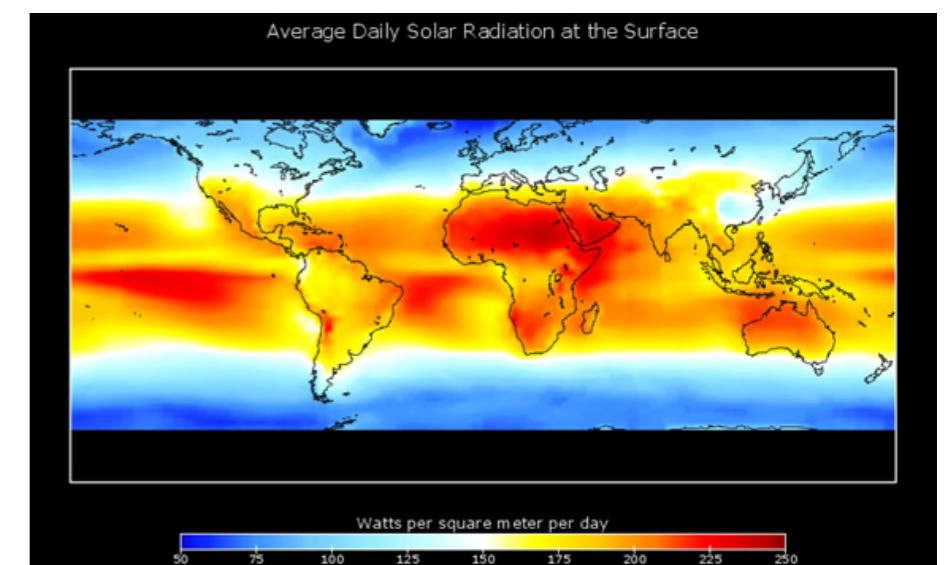 Average Daily Solar Radiation at the Surface
Watts per square meter per day
50 75 100 125 150 175 200 225 250